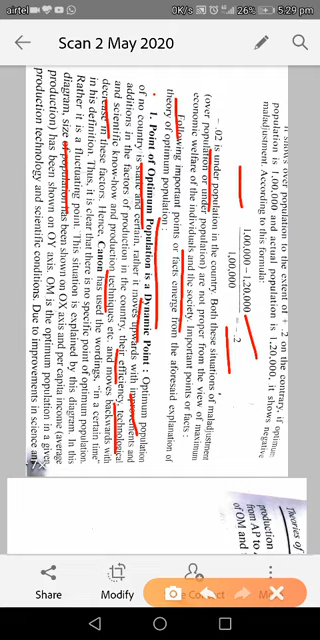 airtel
0K/s
5:29 pm
Scan 2 May 2020
It shows over population to the extent of + .2 on the contrary, if optimum
population is 1,00,000 and actual population is 1,20,000, it shows negative
maladjustment. According to this formula:
1,00,000 – 1,20,000
1,00,000
= – .2
– .02 is under population in the country. Both these situations of maladjustment
(over population or under population) are not proper from the view of maximum
economic welfare of the individuals and the society. Important points or facts :
Following important points or facts emerge from the aforesaid explanation of
theory of optimum population :
1. Point of Optimum Population is a Dynamic Point : Optimum population
of no country is static and certain, rather it moves upwards with improvements and
additions in the factors of production in the country, their efficiency, technological
and scientific know-how and production techniques etc. and moves backwards with
decrease in these factors. Hence, Canon has used the wordings, "in a certain time"
in his definition. Thus, it is clear that there is no specific point of optimum population.
Rather it is a fluctuating point. This situation is explained by this diagram. In this
diagram, size of population has been shown on OX axis and per capita income (average
production) has been shown on OY axis. OM is the optimum population in a given
production technology and scientific conditions. Due to improvements in science and
Theories of
production
from AP to
of OM and
Share
Modify
Contact